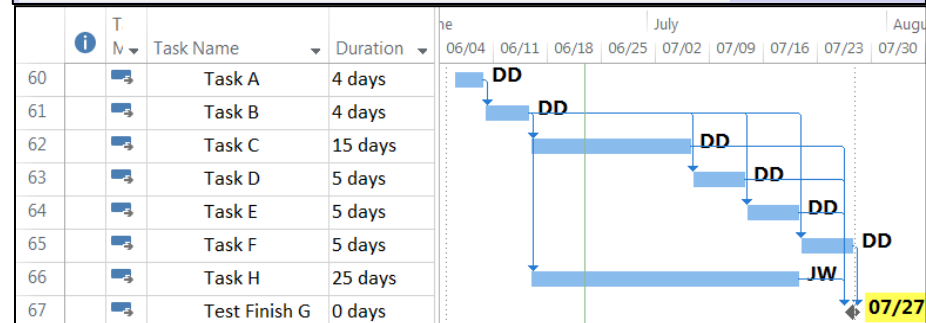 ne July Augu
T
M Task Name Duration 06/04 06/11 06/18 06/25 07/02 07/09 07/16 07/23 07/30
60 Task A 4 days DD
61 Task B 4 days DD
62 Task C 15 days DD
63 Task D 5 days DD
64 Task E 5 days DD
65 Task F 5 days DD
66 Task H 25 days JW
67 Test Finish G 0 days 07/27